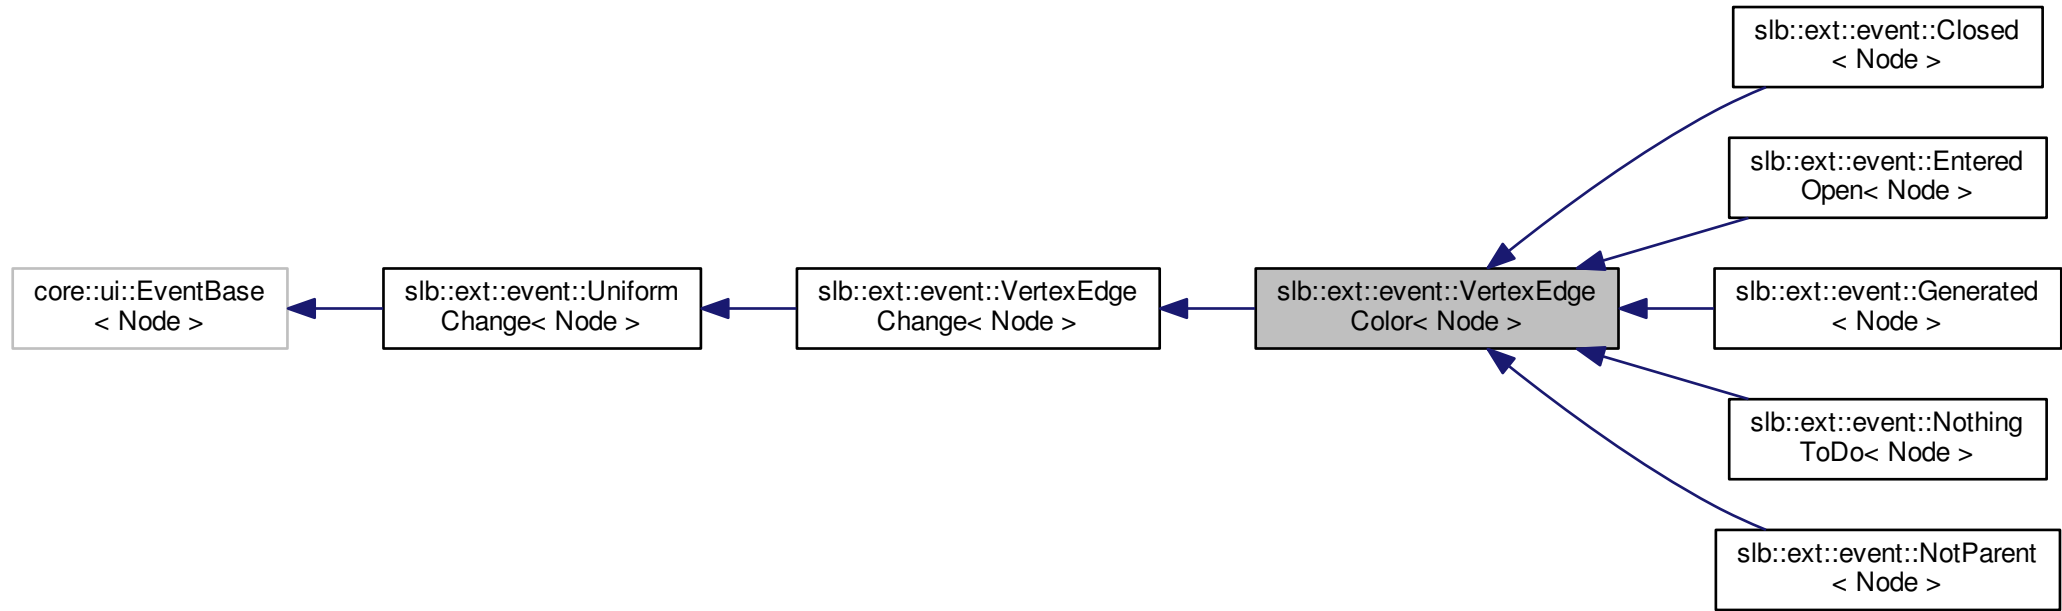 core::ui::EventBase
< Node >
slb::ext::event::Uniform
Change< Node >
slb::ext::event::VertexEdge
Change< Node >
slb::ext::event::VertexEdge
Color< Node >
slb::ext::event::Closed
< Node >
slb::ext::event::Entered
Open< Node >
slb::ext::event::Generated
< Node >
slb::ext::event::Nothing
ToDo< Node >
slb::ext::event::NotParent
< Node >